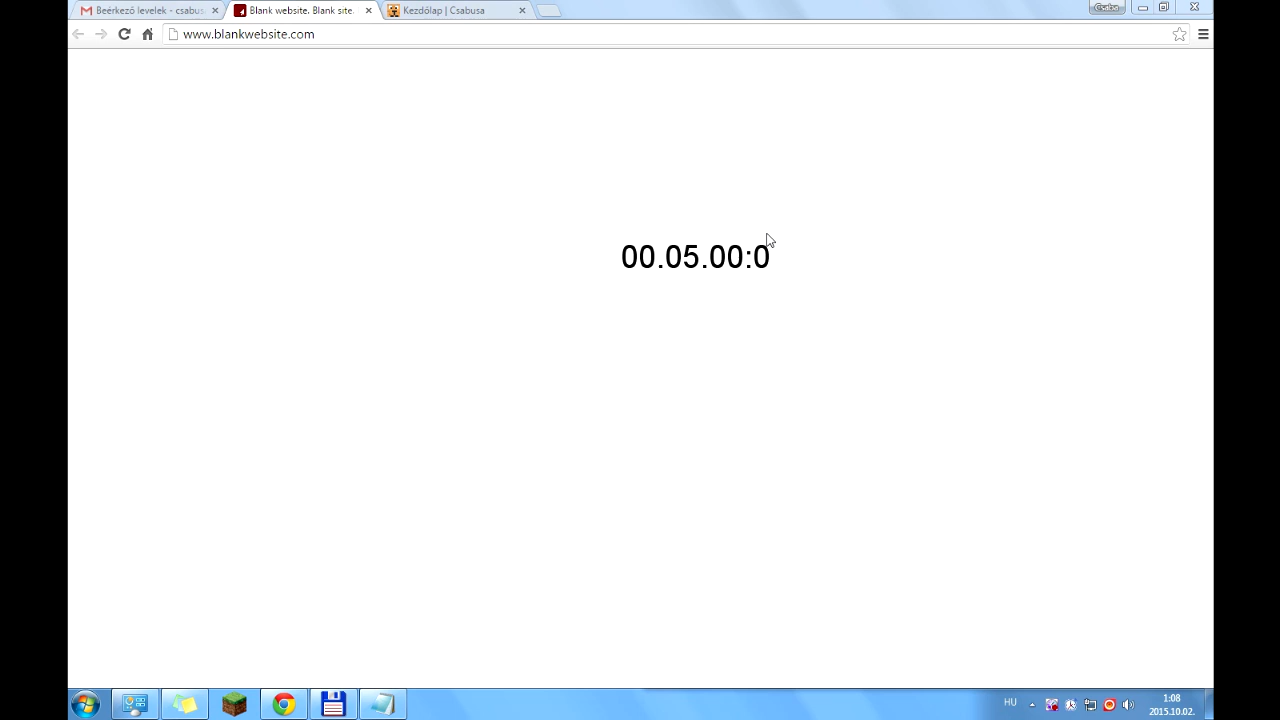 Beérkező levelek - csabus
Blank website. Blank site.
Kezdőlap | Csabusa
Csaba
www.blankwebsite.com
00.05.00:0
HU
1:08
2015.10.02.